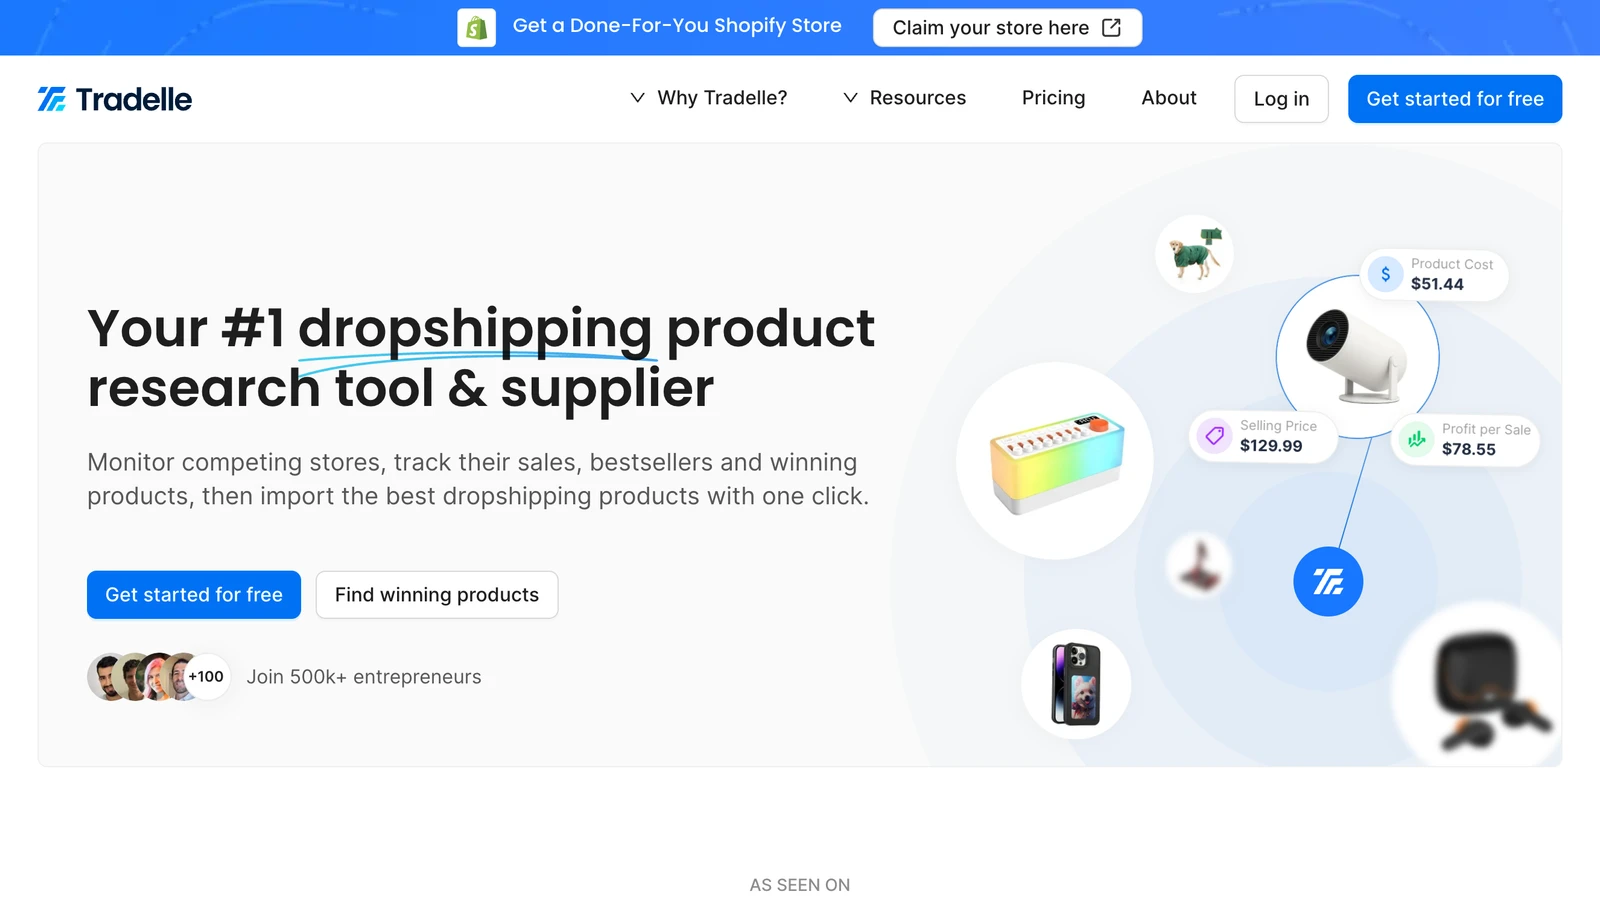 Get a Done-For-You Shopify Store
Claim your store here
Tradelle
Why Tradelle?
Resources
Pricing
About
Log in
Get started for free
Your #1 dropshipping product
research tool & supplier
Monitor competing stores, track their sales, bestsellers and winning
products, then import the best dropshipping products with one click.
Get started for free
Find winning products
+100
Join 500k+ entrepreneurs
Product Cost
$51.44
Selling Price
$129.99
Profit per Sale
$78.55
AS SEEN ON